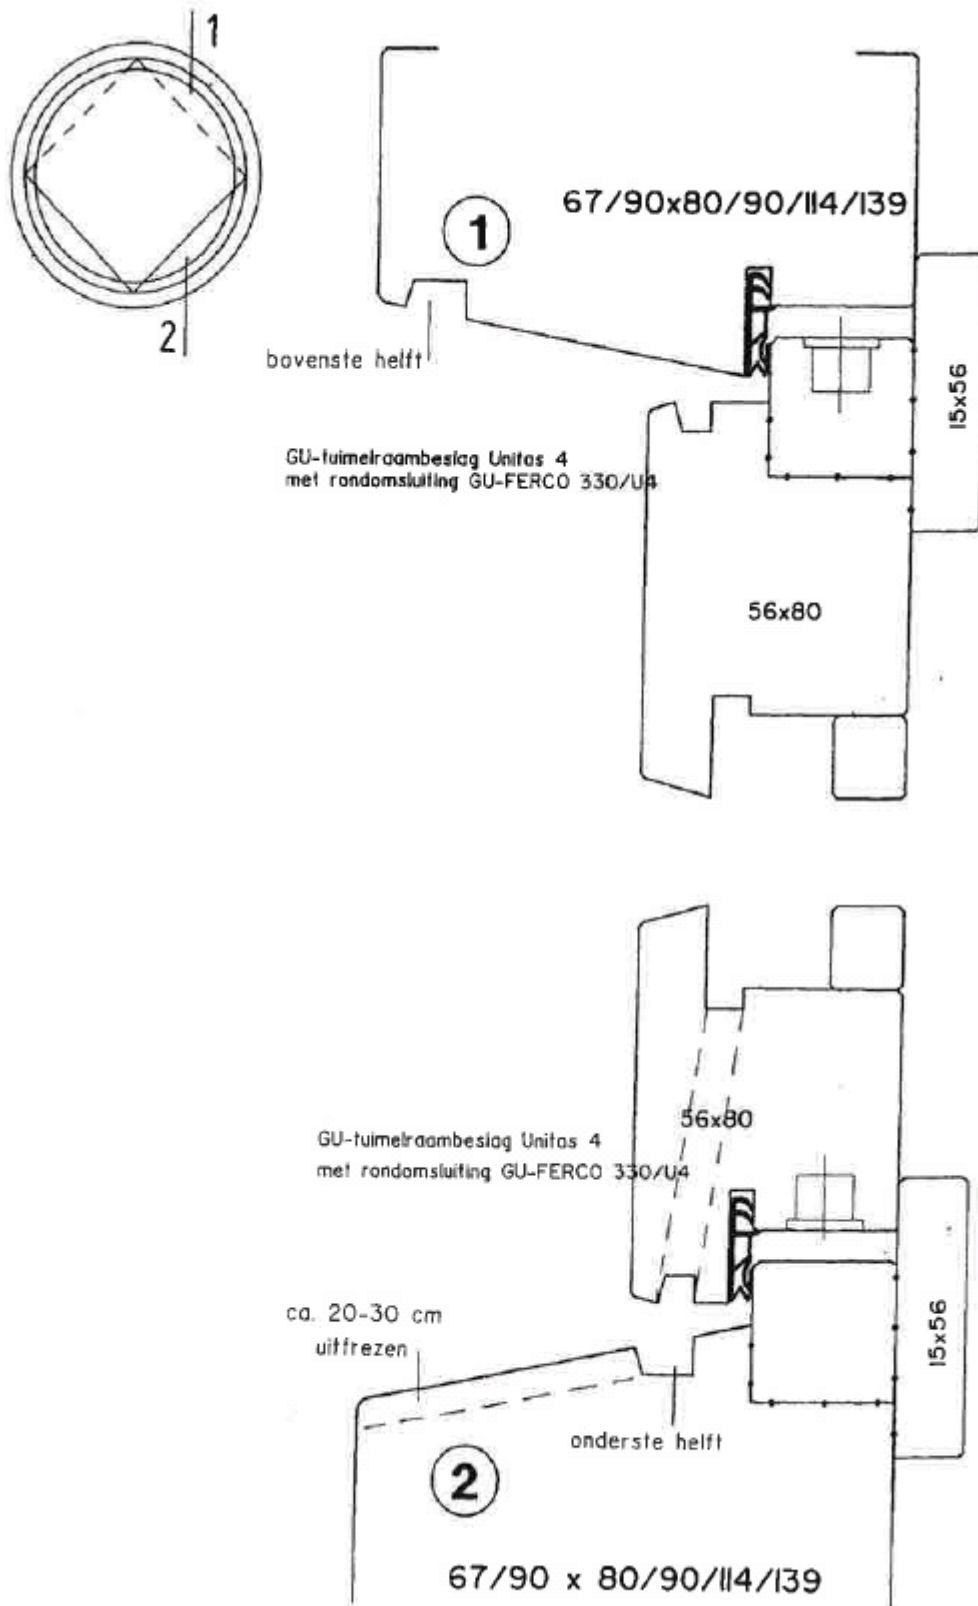 1
2
67/90x80/90/114/139
1
bovenste helft
GU-tuimelraambeslag Unitas 4
met rondomsluiting GU-FERCO 330/U4
15x56
56x80
56x80
GU-tuimelraambeslag Unitas 4
met rondomsluiting GU-FERCO 330/U4
ca. 20-30 cm
uitfrezen
15x56
onderste helft
2
67/90 x 80/90/114/139